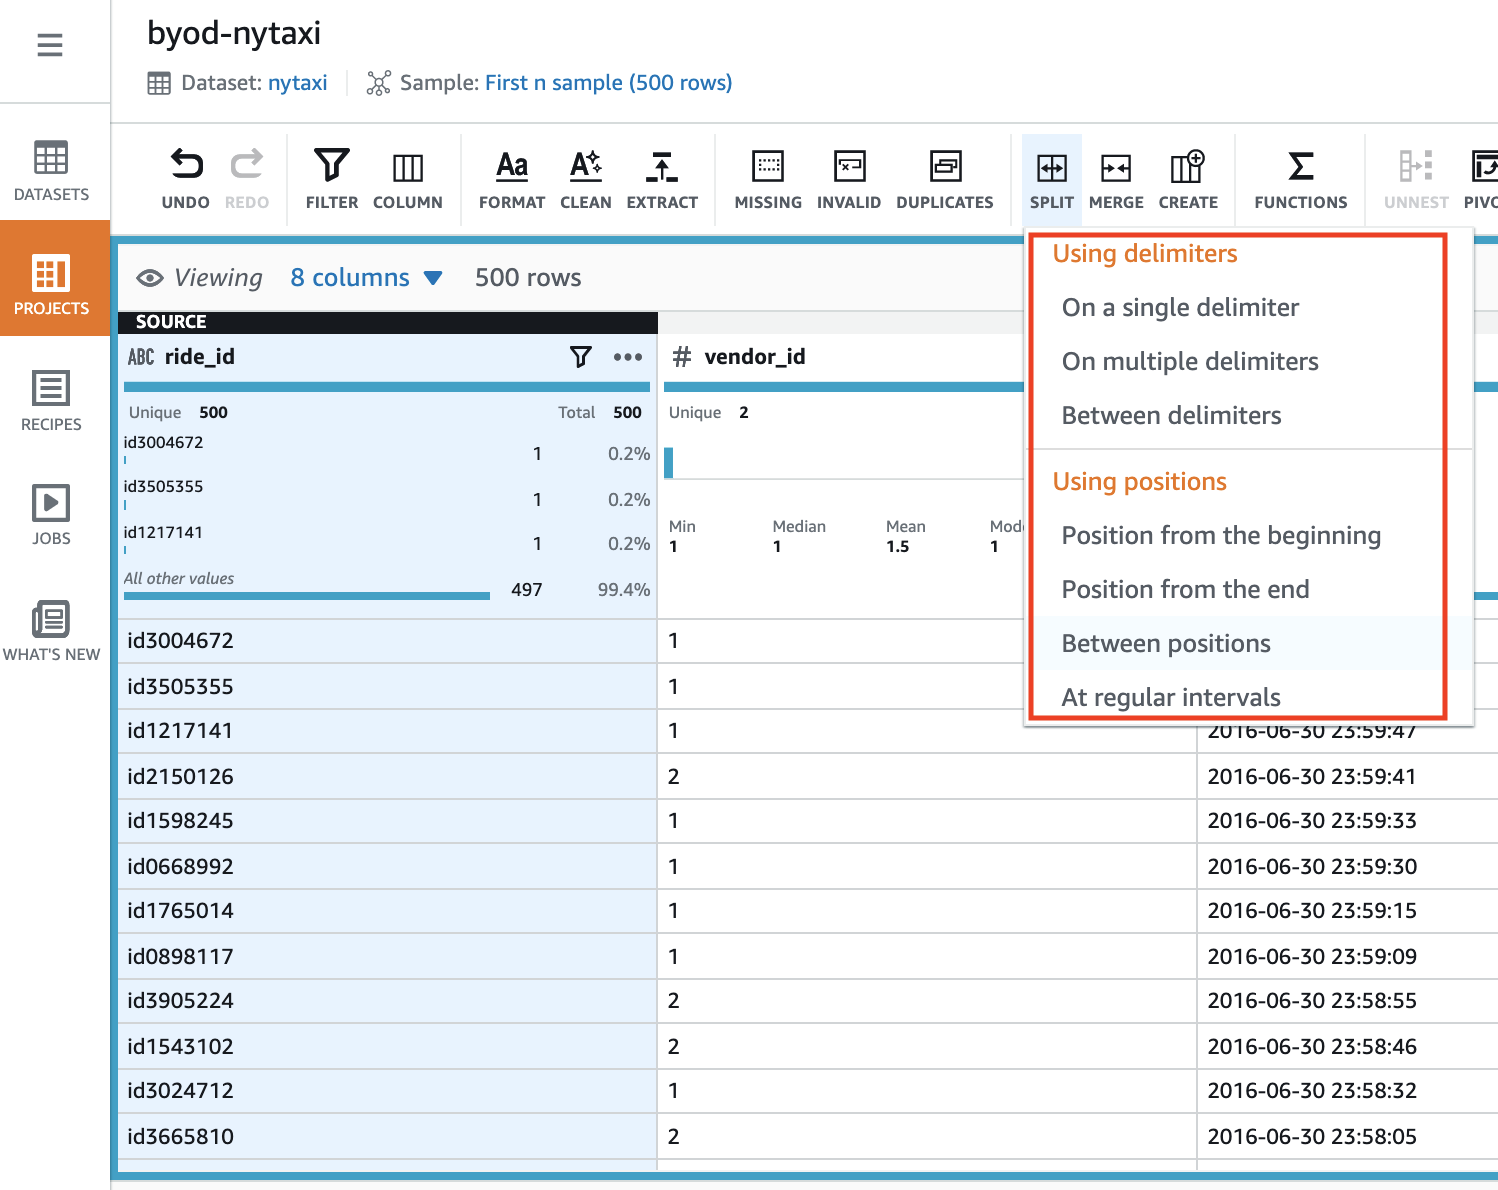 byod-nytaxi
Dataset: nytaxi
Sample: First n sample (500 rows)
DATASETS
PROJECTS
RECIPES
JOBS
WHAT'S NEW
UNDO REDO FILTER COLUMN FORMAT CLEAN EXTRACT MISSING INVALID DUPLICATES SPLIT MERGE CREATE FUNCTIONS UNNEST PIVO
Viewing 8 columns 500 rows
Using delimiters
On a single delimiter
On multiple delimiters
Between delimiters
Using positions
Position from the beginning
Position from the end
Between positions
At regular intervals
SOURCE
ABC ride_id
# vendor_id
Unique 500 Total 500
id3004672 1 0.2%
id3505355 1 0.2%
id1217141 1 0.2%
All other values 497 99.4%
Unique 2
Min Median Mean Mod
1 1 1.5 1
id3004672 1
id3505355 1
id1217141 1 2016-06-30 23:59:47
id2150126 2 2016-06-30 23:59:41
id1598245 1 2016-06-30 23:59:33
id0668992 1 2016-06-30 23:59:30
id1765014 1 2016-06-30 23:59:15
id0898117 1 2016-06-30 23:59:09
id3905224 2 2016-06-30 23:58:55
id1543102 2 2016-06-30 23:58:46
id3024712 1 2016-06-30 23:58:32
id3665810 2 2016-06-30 23:58:05